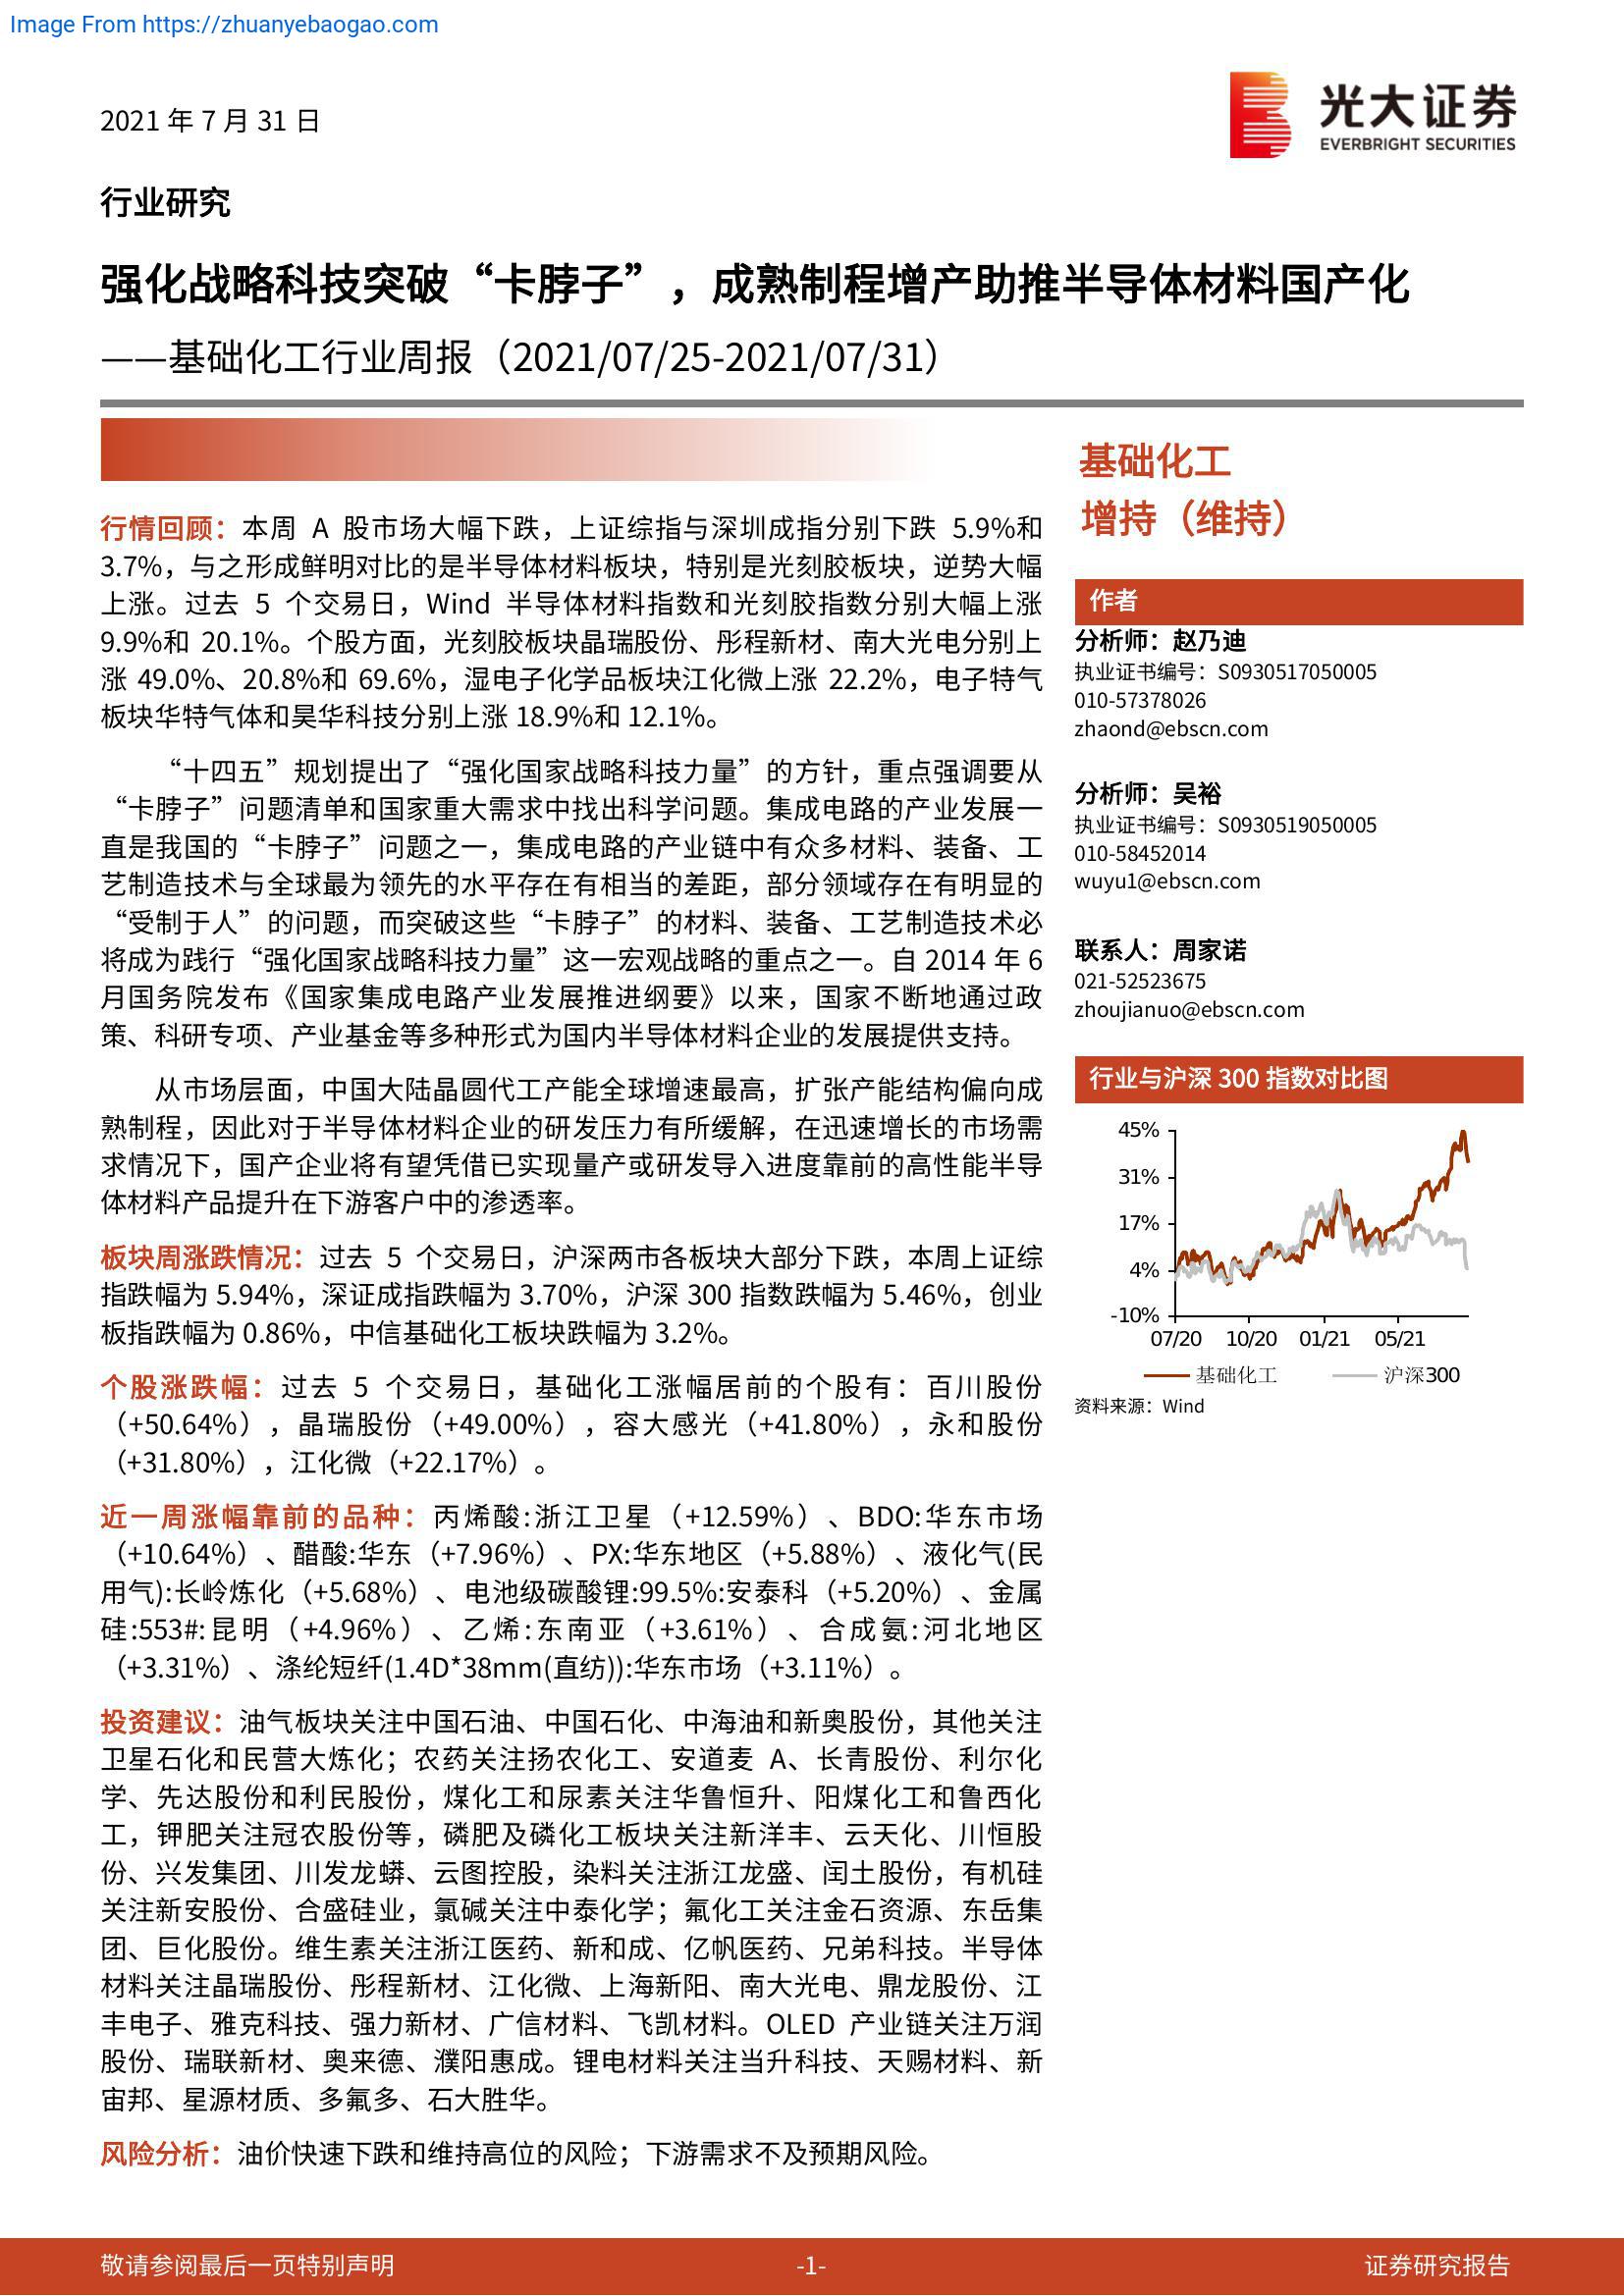 Image From https://zhuanyebaogao.com
2021 年 7 月 31 日
光大证券
EVERBRIGHT SECURITIES
行业研究
强化战略科技突破“卡脖子”，成熟制程增产助推半导体材料国产化
——基础化工行业周报（2021/07/25-2021/07/31）
行情回顾：本周 A 股市场大幅下跌，上证综指与深圳成指分别下跌 5.9%和
3.7%，与之形成鲜明对比的是半导体材料板块，特别是光刻胶板块，逆势大幅
上涨。过去 5 个交易日，Wind 半导体材料指数和光刻胶指数分别大幅上涨
9.9%和 20.1%。个股方面，光刻胶板块晶瑞股份、彤程新材、南大光电分别上
涨 49.0%、20.8%和 69.6%，湿电子化学品板块江化微上涨 22.2%，电子特气
板块华特气体和昊华科技分别上涨 18.9%和 12.1%。
“十四五”规划提出了“强化国家战略科技力量”的方针，重点强调要从
“卡脖子”问题清单和国家重大需求中找出科学问题。集成电路的产业发展一
直是我国的“卡脖子”问题之一，集成电路的产业链中有众多材料、装备、工
艺制造技术与全球最为领先的水平存在有相当的差距，部分领域存在有明显的
“受制于人”的问题，而突破这些“卡脖子”的材料、装备、工艺制造技术必
将成为践行“强化国家战略科技力量”这一宏观战略的重点之一。自 2014 年 6
月国务院发布《国家集成电路产业发展推进纲要》以来，国家不断地通过政
策、科研专项、产业基金等多种形式为国内半导体材料企业的发展提供支持。
从市场层面，中国大陆晶圆代工产能全球增速最高，扩张产能结构偏向成
熟制程，因此对于半导体材料企业的研发压力有所缓解，在迅速增长的市场需
求情况下，国产企业将有望凭借已实现量产或研发导入进度靠前的高性能半导
体材料产品提升在下游客户中的渗透率。
板块周涨跌情况：过去 5 个交易日，沪深两市各板块大部分下跌，本周上证综
指跌幅为 5.94%，深证成指跌幅为 3.70%，沪深 300 指数跌幅为 5.46%，创业
板指跌幅为 0.86%，中信基础化工板块跌幅为 3.2%。
个股涨跌幅：过去 5 个交易日，基础化工涨幅居前的个股有：百川股份
（+50.64%），晶瑞股份（+49.00%），容大感光（+41.80%），永和股份
（+31.80%），江化微（+22.17%）。
近一周涨幅靠前的品种：丙烯酸:浙江卫星（+12.59%）、BDO:华东市场
（+10.64%）、醋酸:华东（+7.96%）、PX:华东地区（+5.88%）、液化气(民
用气):长岭炼化（+5.68%）、电池级碳酸锂:99.5%:安泰科（+5.20%）、金属
硅:553#:昆明（+4.96%）、乙烯:东南亚（+3.61%）、合成氨:河北地区
（+3.31%）、涤纶短纤(1.4D*38mm(直纺)):华东市场（+3.11%）。
投资建议：油气板块关注中国石油、中国石化、中海油和新奥股份，其他关注
卫星石化和民营大炼化；农药关注扬农化工、安道麦 A、长青股份、利尔化
学、先达股份和利民股份，煤化工和尿素关注华鲁恒升、阳煤化工和鲁西化
工，钾肥关注冠农股份等，磷肥及磷化工板块关注新洋丰、云天化、川恒股
份、兴发集团、川发龙蟒、云图控股，染料关注浙江龙盛、闰土股份，有机硅
关注新安股份、合盛硅业，氯碱关注中泰化学；氟化工关注金石资源、东岳集
团、巨化股份。维生素关注浙江医药、新和成、亿帆医药、兄弟科技。半导体
材料关注晶瑞股份、彤程新材、江化微、上海新阳、南大光电、鼎龙股份、江
丰电子、雅克科技、强力新材、广信材料、飞凯材料。OLED 产业链关注万润
股份、瑞联新材、奥来德、濮阳惠成。锂电材料关注当升科技、天赐材料、新
宙邦、星源材质、多氟多、石大胜华。
风险分析：油价快速下跌和维持高位的风险；下游需求不及预期风险。
基础化工
增持（维持）
作者
分析师：赵乃迪
执业证书编号：S0930517050005
010-57378026
zhaond@ebscn.com
分析师：吴裕
执业证书编号：S0930519050005
010-58452014
wuyu1@ebscn.com
联系人：周家诺
021-52523675
zhoujianuo@ebscn.com
行业与沪深 300 指数对比图
45%
31%
17%
4%
-10%
07/20 10/20 01/21 05/21
基础化工 沪深300
资料来源：Wind
敬请参阅最后一页特别声明 -1- 证券研究报告